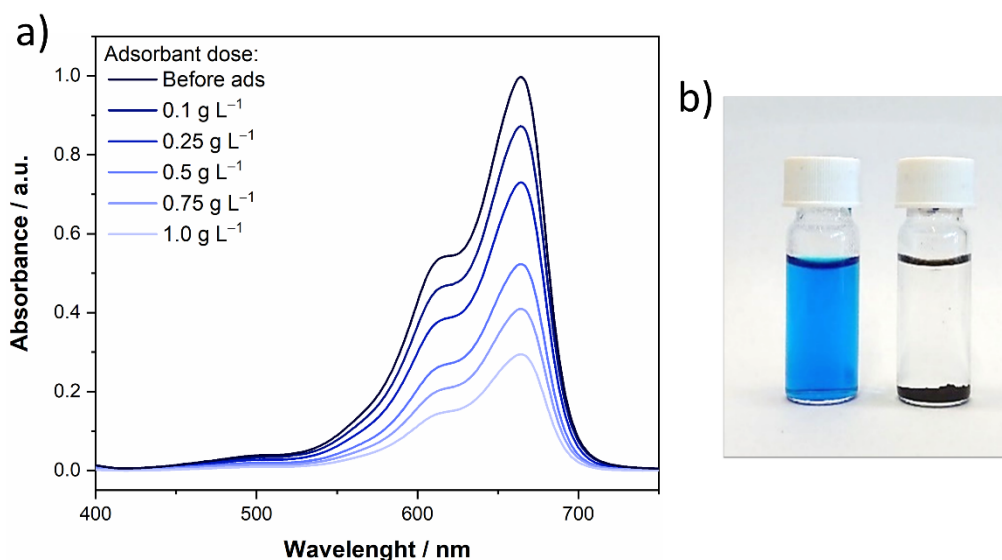 a)
Adsorbant dose:
Before ads
0.1 g L⁻¹
0.25 g L⁻¹
0.5 g L⁻¹
0.75 g L⁻¹
1.0 g L⁻¹
1.0
0.8
0.6
0.4
0.2
0.0
Absorbance / a.u.
400
500
600
700
Wavelenght / nm
b)